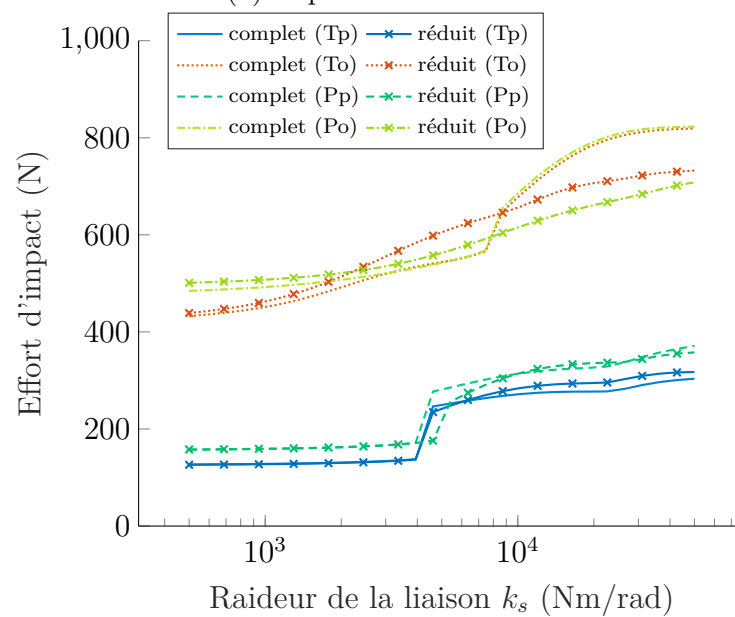 1,000
complet (Tp) réduit (Tp)
complet (To) réduit (To)
complet (Pp) réduit (Pp)
complet (Po) réduit (Po)
800
600
400
200
0
Effort d'impact (N)
10³ 10⁴
Raideur de la liaison kₛ (Nm/rad)